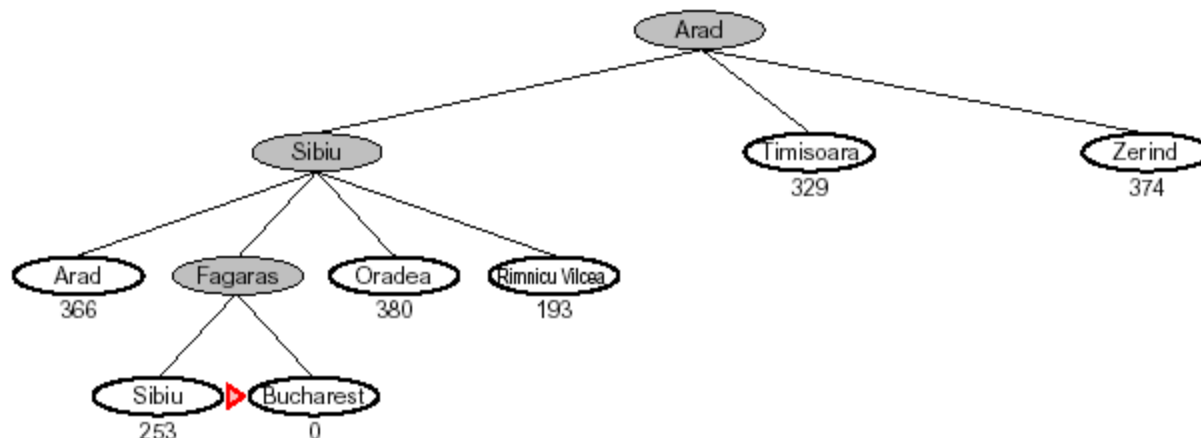 Arad
Sibiu
Timisoara
Zerind
329
374
Arad
Fagaras
Oradea
Rimnicu Vilcea
366
380
193
Sibiu
Bucharest
253
0